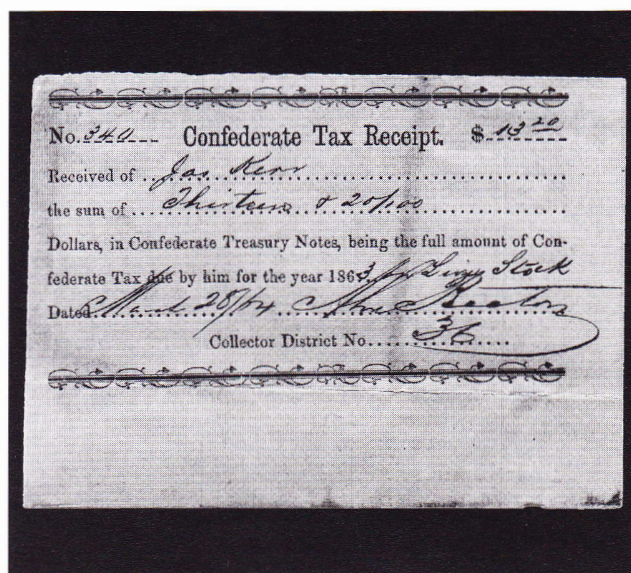 No. 340 Confederate Tax Receipt. $ 13 20
Received of Jas Kerr
the sum of Thirteen & 20/100
Dollars, in Confederate Treasury Notes, being the full amount of Con-
federate Tax due by him for the year 1863 for Live Stock
Dated 28/64 Rector
Collector District No. 36